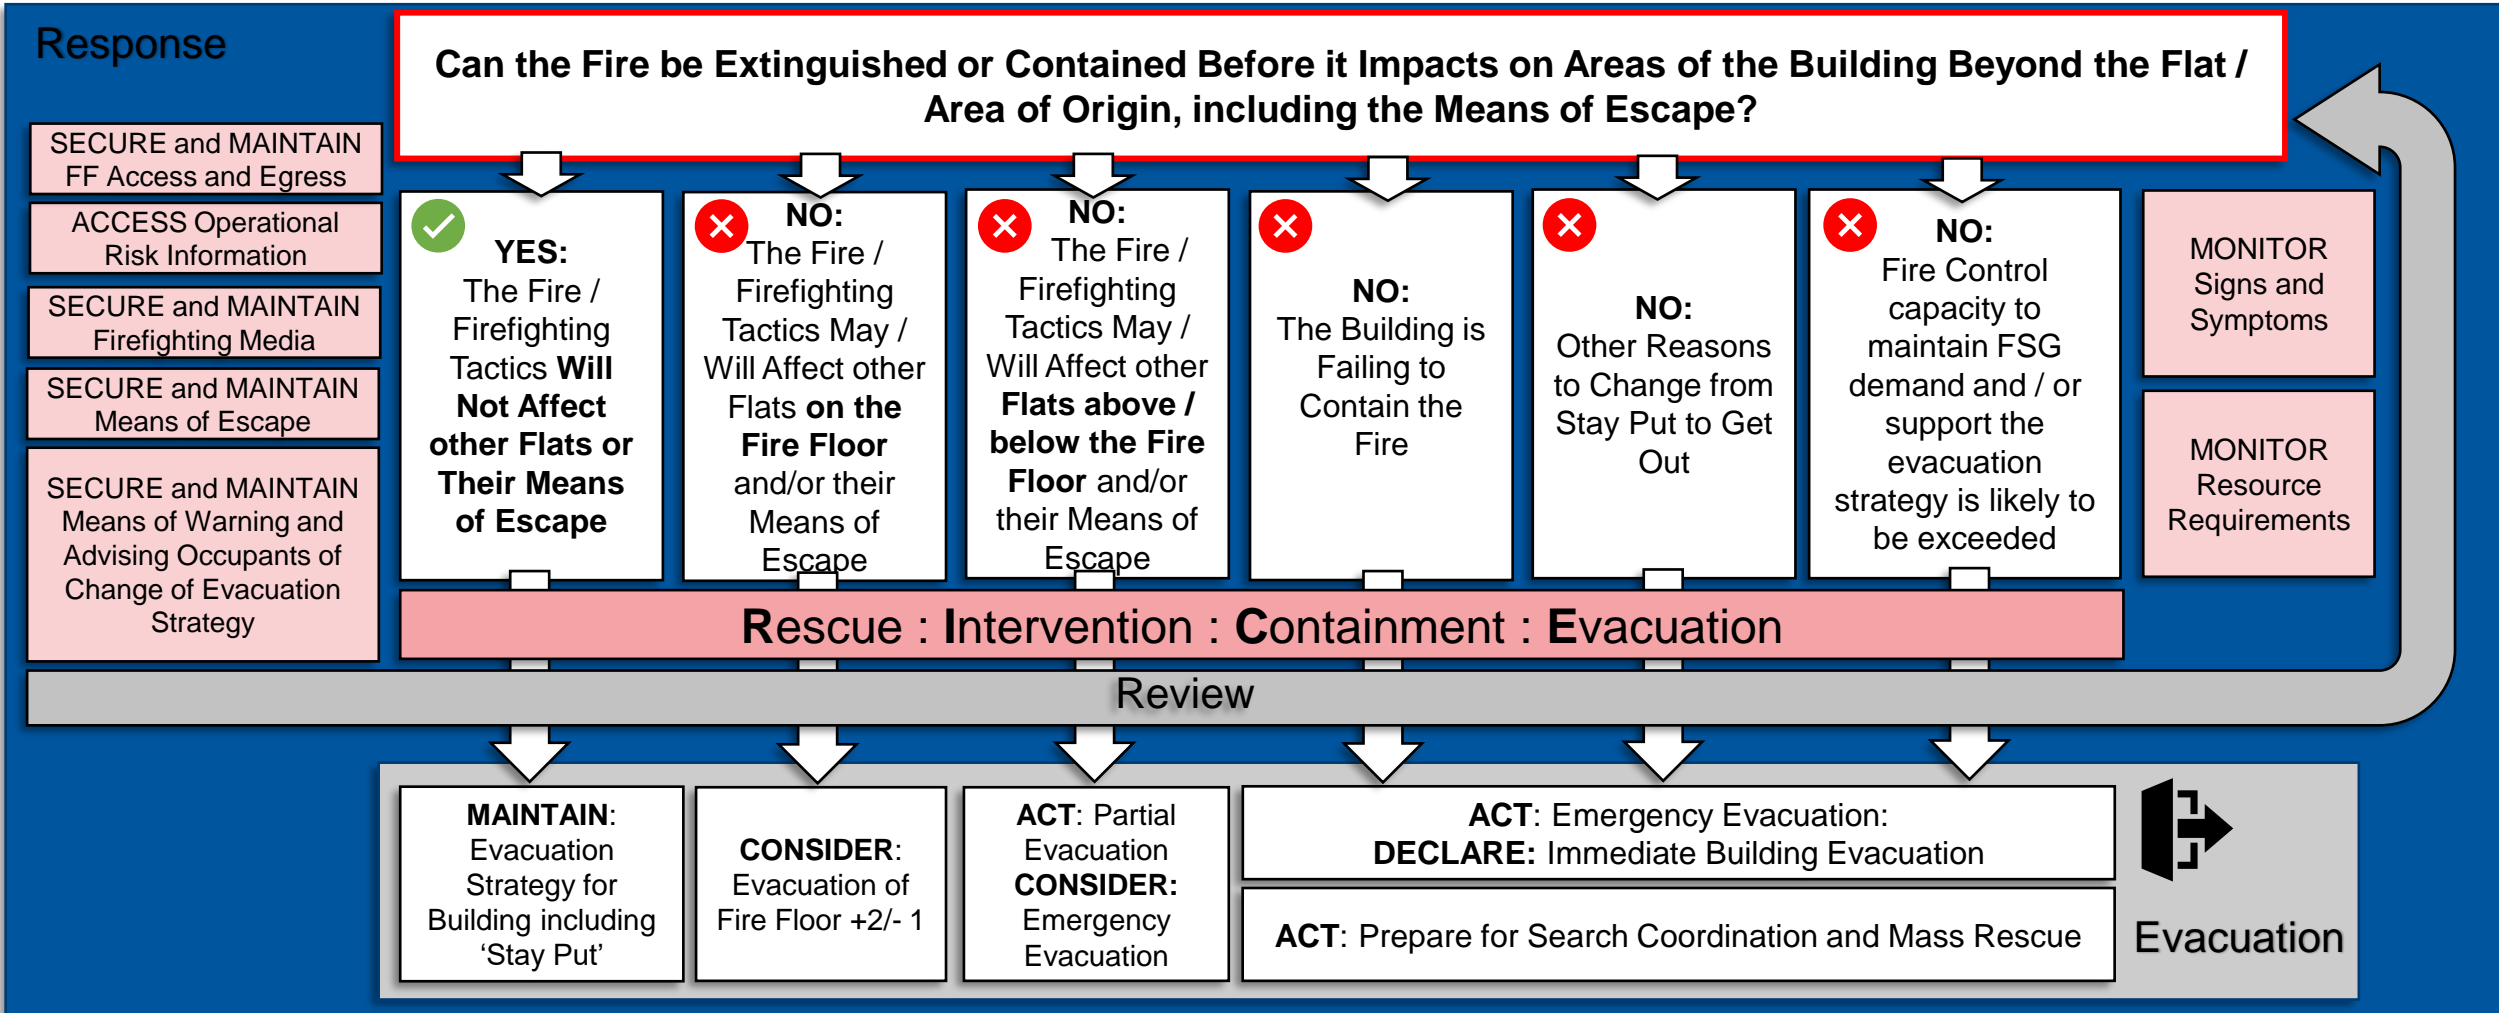 Response
Can the Fire be Extinguished or Contained Before it Impacts on Areas of the Building Beyond the Flat /
Area of Origin, including the Means of Escape?
SECURE and MAINTAIN
FF Access and Egress
ACCESS Operational
Risk Information
SECURE and MAINTAIN
Firefighting Media
SECURE and MAINTAIN
Means of Escape
SECURE and MAINTAIN
Means of Warning and
Advising Occupants of
Change of Evacuation
Strategy
YES:
The Fire /
Firefighting
Tactics Will
Not Affect
other Flats or
Their Means
of Escape
NO:
The Fire /
Firefighting
Tactics May /
Will Affect other
Flats on the
Fire Floor
and/or their
Means of
Escape
NO:
The Fire /
Firefighting
Tactics May /
Will Affect other
Flats above /
below the Fire
Floor and/or
their Means of
Escape
NO:
The Building is
Failing to
Contain the
Fire
NO:
Other Reasons
to Change from
Stay Put to Get
Out
NO:
Fire Control
capacity to
maintain FSG
demand and / or
support the
evacuation
strategy is likely to
be exceeded
MONITOR
Signs and
Symptoms
MONITOR
Resource
Requirements
Rescue : Intervention : Containment : Evacuation
Review
MAINTAIN:
Evacuation
Strategy for
Building including
‘Stay Put’
CONSIDER:
Evacuation of
Fire Floor +2/- 1
ACT: Partial
Evacuation
CONSIDER:
Emergency
Evacuation
ACT: Emergency Evacuation:
DECLARE: Immediate Building Evacuation
ACT: Prepare for Search Coordination and Mass Rescue
Evacuation